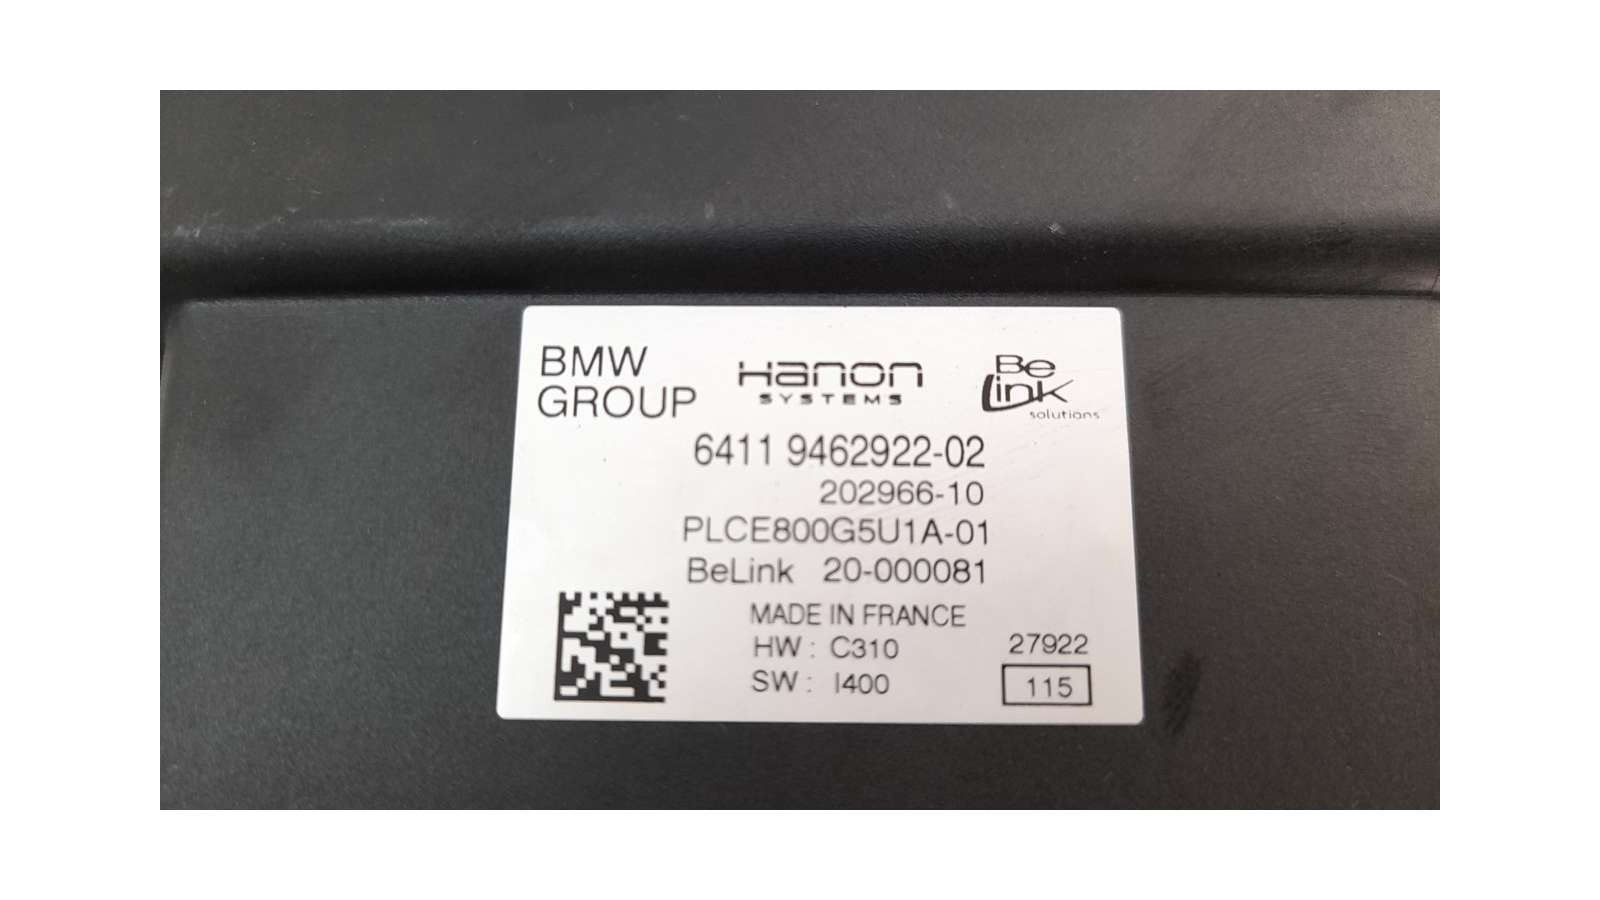 BMW
GROUP
Hanon
SYSTEMS
Be
Link
solutions
6411 9462922-02
202966-10
PLCE800G5U1A-01
BeLink 20-000081
MADE IN FRANCE
HW : C310
27922
SW : I400
115